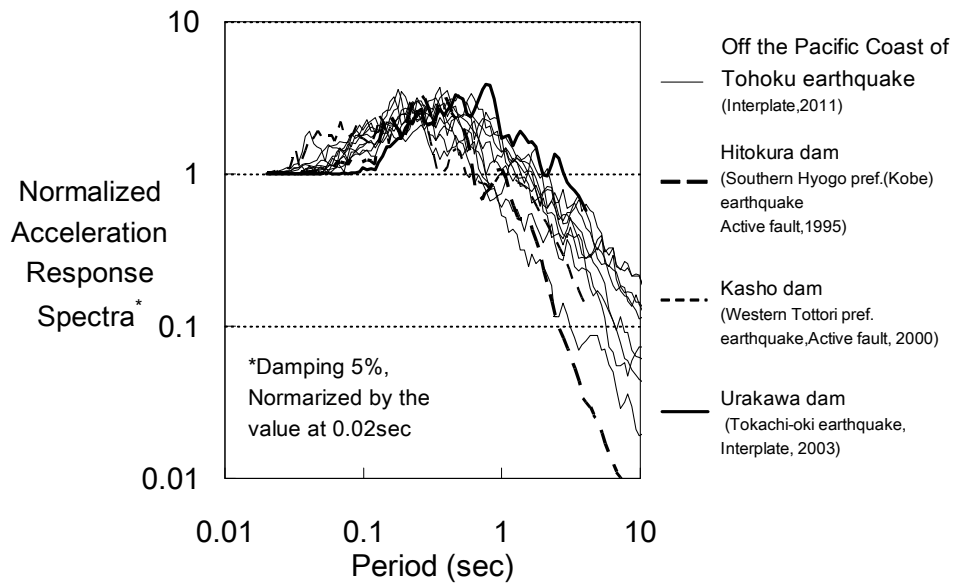 10
1
0.1
0.01
0.01
0.1
1
10
Normalized
Acceleration
Response
Spectra*
Period (sec)
*Damping 5%,
Normarized by the
value at 0.02sec
Off the Pacific Coast of
Tohoku earthquake
(Interplate,2011)
Hitokura dam
(Southern Hyogo pref.(Kobe)
earthquake
Active fault,1995)
Kasho dam
(Western Tottori pref.
earthquake,Active fault, 2000)
Urakawa dam
(Tokachi-oki earthquake,
Interplate, 2003)